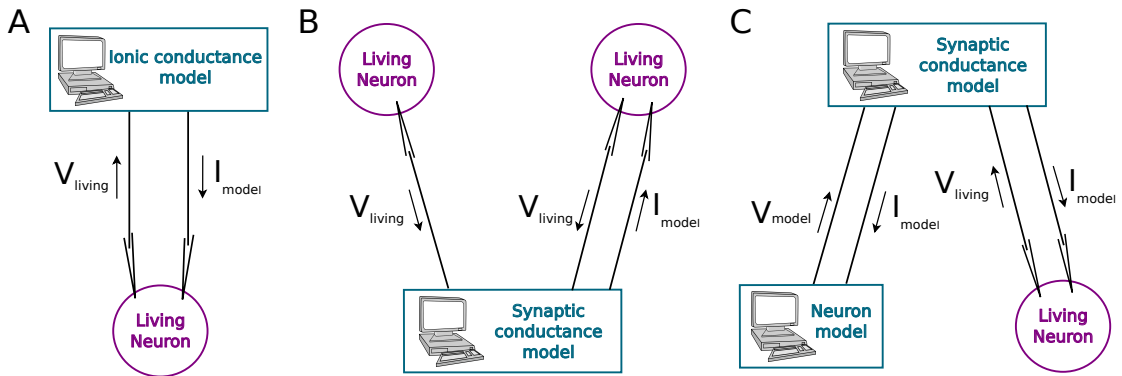 A
Ionic conductance
model
V living
I model
Living
Neuron
B
Living
Neuron
Living
Neuron
V living
V living
I model
Synaptic
conductance
model
C
Synaptic
conductance
model
V model
I model
V living
I model
Neuron
model
Living
Neuron